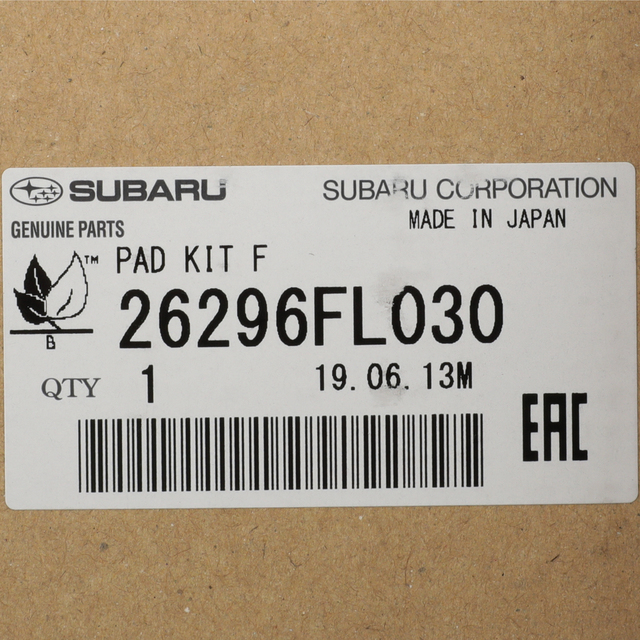 SUBARU SUBARU CORPORATION
GENUINE PARTS MADE IN JAPAN
PAD KIT F
TM
26296FL030
B
QTY 1 19.06.13M
EAC